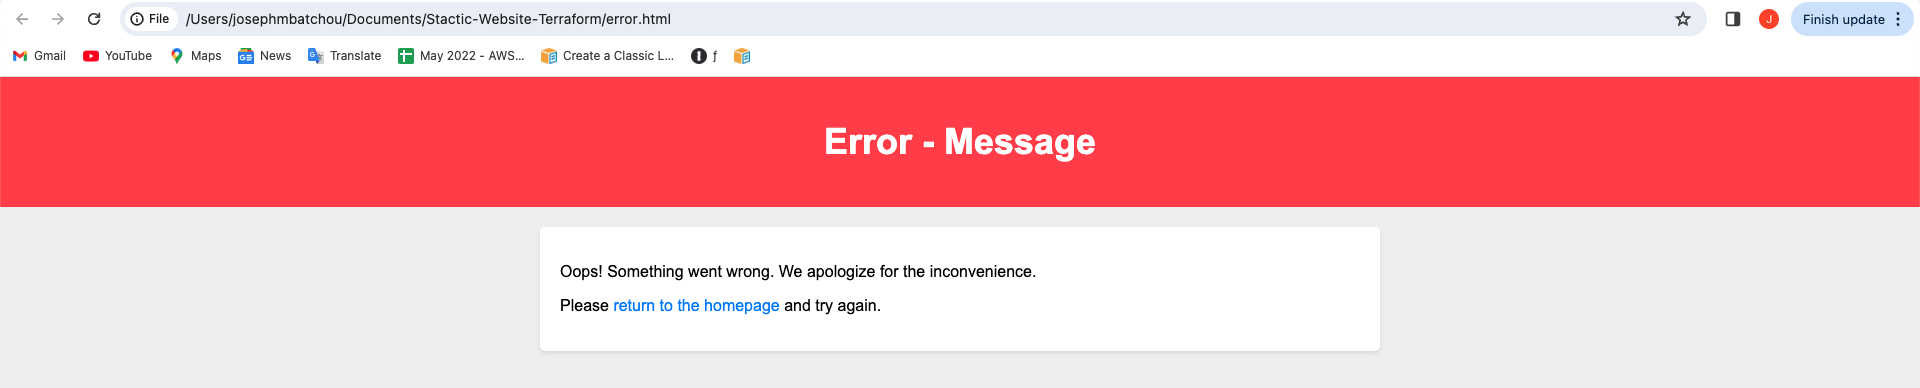 File /Users/josephmbatchou/Documents/Stactic-Website-Terraform/error.html J Finish update
Gmail YouTube Maps News Translate May 2022 - AWS... Create a Classic L... ƒ
Error - Message
Oops! Something went wrong. We apologize for the inconvenience.
Please return to the homepage and try again.